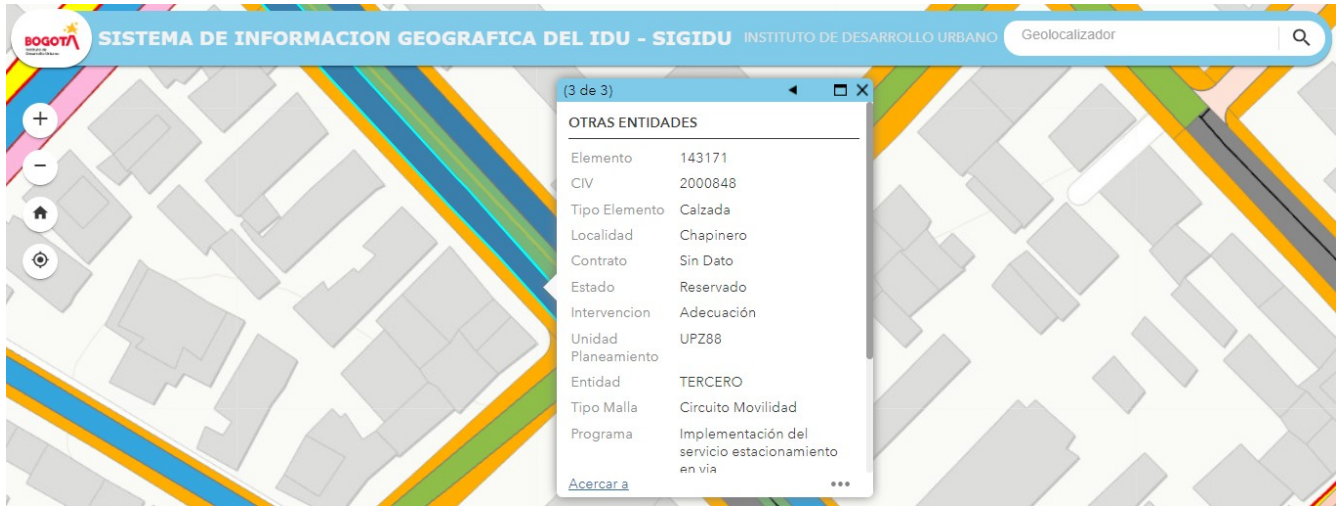 BOGOTÁ
SISTEMA DE INFORMACION GEOGRAFICA DEL IDU - SIGIDU INSTITUTO DE DESARROLLO URBANO
Geolocalizador
(3 de 3)
OTRAS ENTIDADES
Elemento 143171
CIV 2000848
Tipo Elemento Calzada
Localidad Chapinero
Contrato Sin Dato
Estado Reservado
Intervencion Adecuación
Unidad Planeamiento UPZ88
Entidad TERCERO
Tipo Malla Circuito Movilidad
Programa Implementación del
servicio estacionamiento
en via
Acercar a